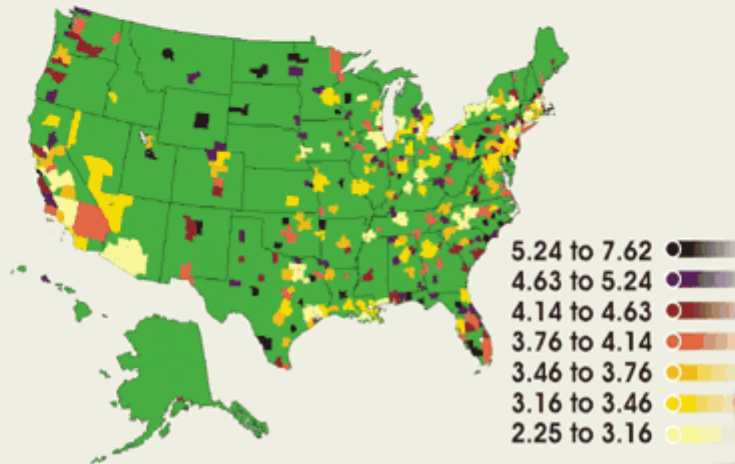 5.24 to 7.62
4.63 to 5.24
4.14 to 4.63
3.76 to 4.14
3.46 to 3.76
3.16 to 3.46
2.25 to 3.16